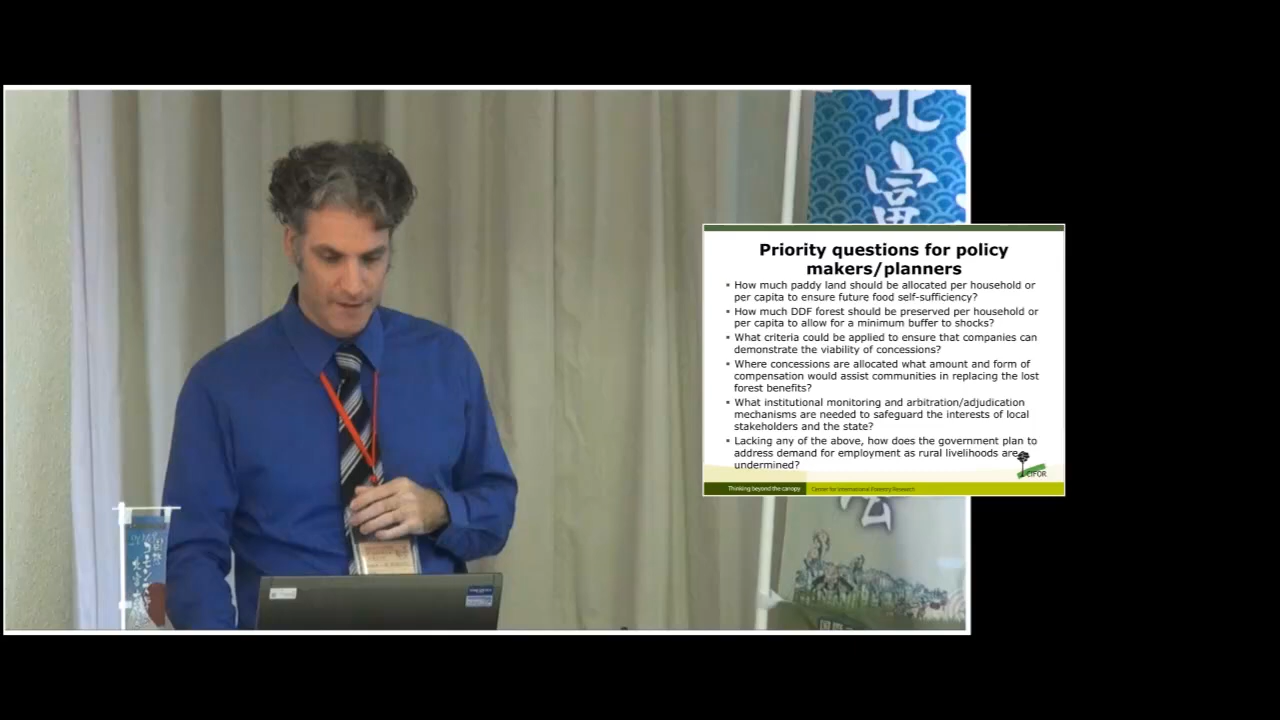 北
富
Priority questions for policy
makers/planners
▪ How much paddy land should be allocated per household or
per capita to ensure future food self-sufficiency?
▪ How much DDF forest should be preserved per household or
per capita to allow for a minimum buffer to shocks?
▪ What criteria could be applied to ensure that companies can
demonstrate the viability of concessions?
▪ Where concessions are allocated what amount and form of
compensation would assist communities in replacing the lost
forest benefits?
▪ What institutional monitoring and arbitration/adjudication
mechanisms are needed to safeguard the interests of local
stakeholders and the state?
▪ Lacking any of the above, how does the government plan to
address demand for employment as rural livelihoods are
undermined?
CIFOR
Thinking beyond the canopy
Center for International Forestry Research